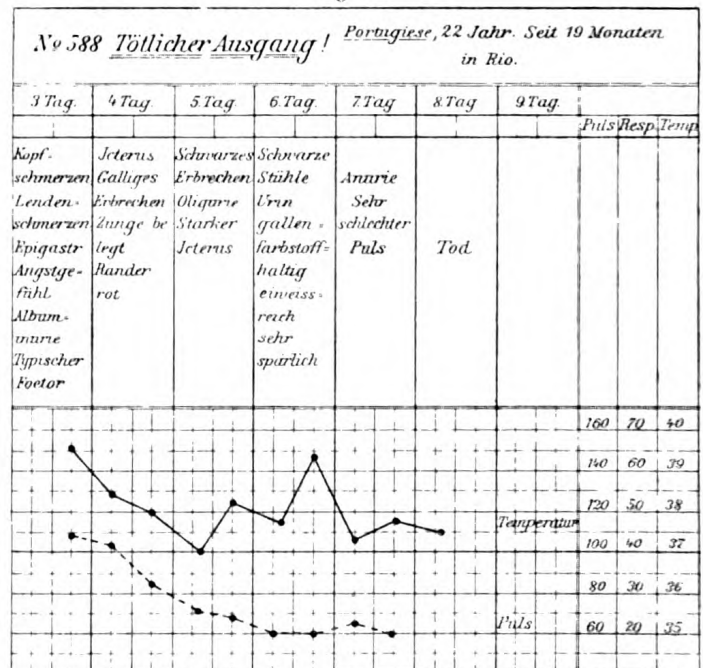 Nº 588 Tötlicher Ausgang! Portugiese, 22 Jahr. Seit 19 Monaten
in Rio.
3 Tag. 4 Tag. 5. Tag 6. Tag 7. Tag 8. Tag 9 Tag.
Puls Resp. Temp
Kopf-
schmerzen
Lenden-
schmerzen
Epigastr
Angstge-
fühl
Album-
inurie
Typischer
Foetor
Jcterus
Galliges
Erbrechen
Zunge be
legt
Rander
rot
Schwarzes
Erbrechen
Oligurie
Starker
Jcterus
Schwarze
Stühle
Urin
gallen-
farbstoff=
haltig
eiweiss=
reich
sehr
spärlich
Anurie
Sehr
schlechter
Puls
Tod
160 70 40
140 60 39
120 50 38
Temperatur
100 40 37
80 30 36
Puls
60 20 35